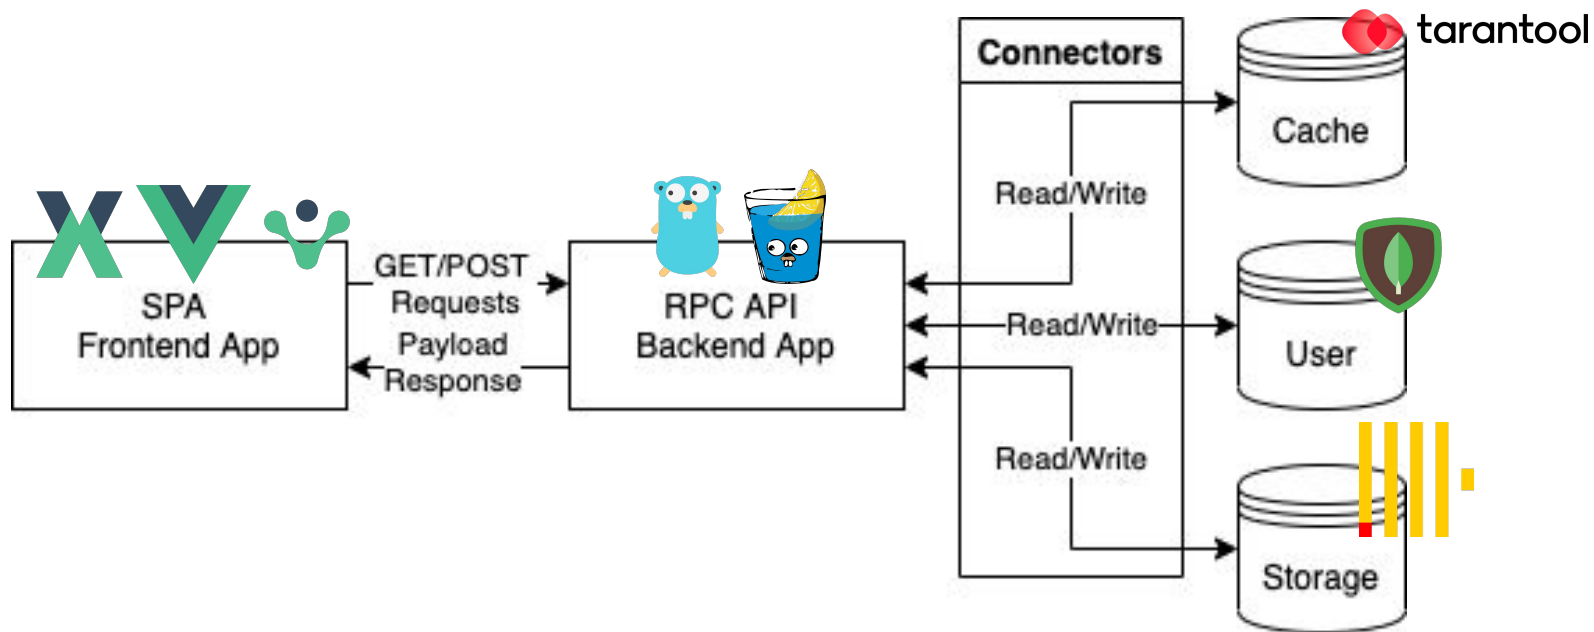 SPA
Frontend App
GET/POST
Requests
Payload
Response
RPC API
Backend App
Connectors
Read/Write
Read/Write
Read/Write
tarantool
Cache
User
Storage